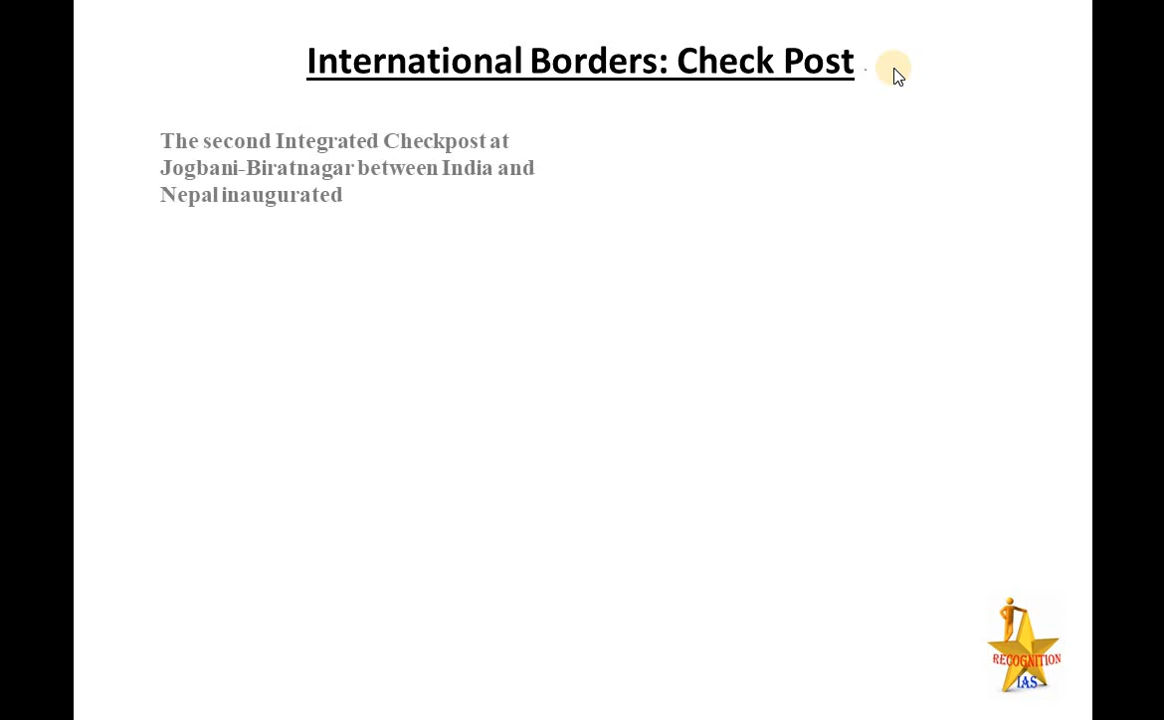 International Borders: Check Post
The second Integrated Checkpost at
Jogbani-Biratnagar between India and
Nepal inaugurated
RECOGNITION
IAS